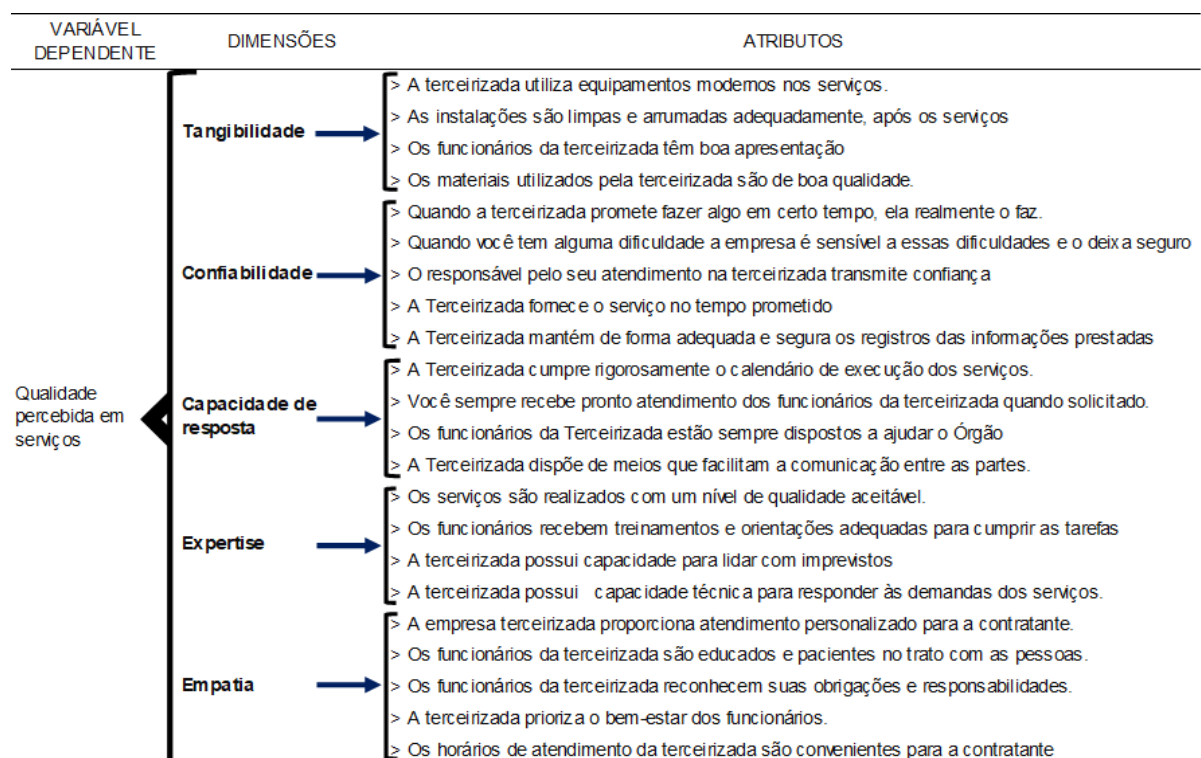 VARIÁVEL DEPENDENTE
DIMENSÕES
ATRIBUTOS
Qualidade percebida em serviços
Tangibilidade
> A terceirizada utiliza equipamentos modernos nos serviços.
> As instalações são limpas e arrumadas adequadamente, após os serviços
> Os funcionários da terceirizada têm boa apresentação
> Os materiais utilizados pela terceirizada são de boa qualidade.
Confiabilidade
> Quando a terceirizada promete fazer algo em certo tempo, ela realmente o faz.
> Quando você tem alguma dificuldade a empresa é sensível a essas dificuldades e o deixa seguro
> O responsável pelo seu atendimento na terceirizada transmite confiança
> A Terceirizada fornece o serviço no tempo prometido
> A Terceirizada mantém de forma adequada e segura os registros das informações prestadas
Capacidade de resposta
> A Terceirizada cumpre rigorosamente o calendário de execução dos serviços.
> Você sempre recebe pronto atendimento dos funcionários da terceirizada quando solicitado.
> Os funcionários da Terceirizada estão sempre dispostos a ajudar o Órgão
> A Terceirizada dispõe de meios que facilitam a comunicação entre as partes.
Expertise
> Os serviços são realizados com um nível de qualidade aceitável.
> Os funcionários recebem treinamentos e orientações adequadas para cumprir as tarefas
> A terceirizada possui capacidade para lidar com imprevistos
> A terceirizada possui capacidade técnica para responder às demandas dos serviços.
Empatia
> A empresa terceirizada proporciona atendimento personalizado para a contratante.
> Os funcionários da terceirizada são educados e pacientes no trato com as pessoas.
> Os funcionários da terceirizada reconhecem suas obrigações e responsabilidades.
> A terceirizada prioriza o bem-estar dos funcionários.
> Os horários de atendimento da terceirizada são convenientes para a contratante